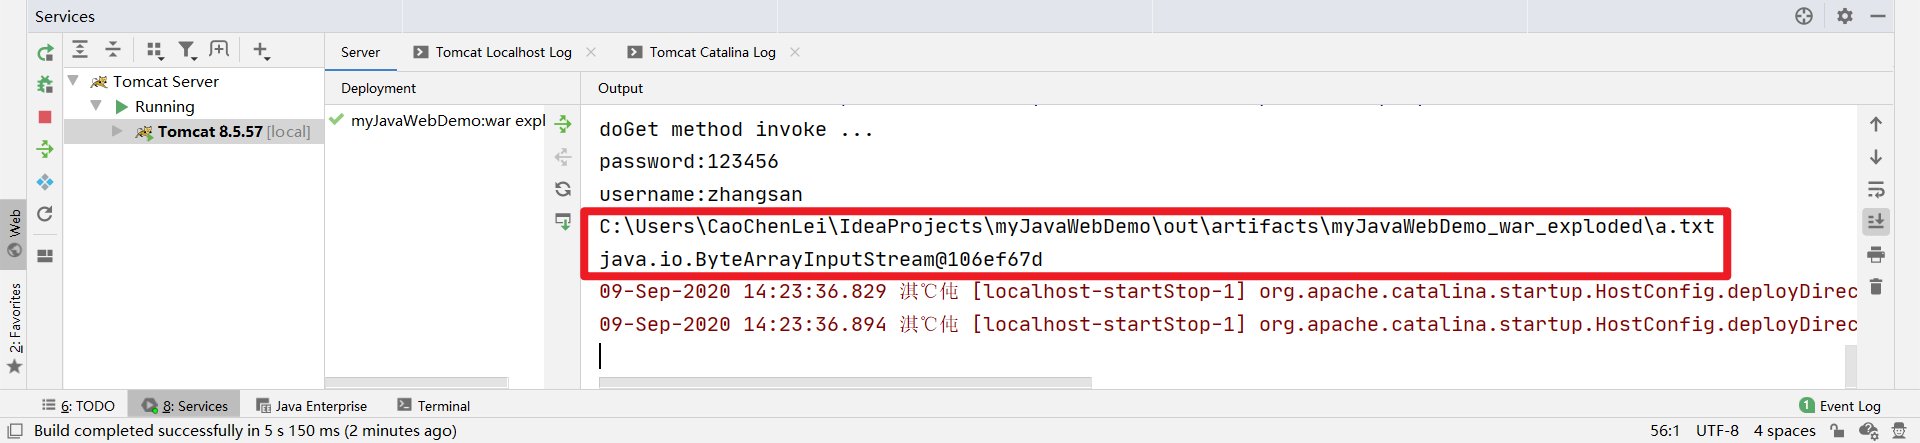 Services
Server
Tomcat Localhost Log
Tomcat Catalina Log
Tomcat Server
Running
Tomcat 8.5.57 [local]
Deployment
myJavaWebDemo:war expl
Output
doGet method invoke ...
password:123456
username:zhangsan
C:\Users\CaoChenLei\IdeaProjects\myJavaWebDemo\out\artifacts\myJavaWebDemo_war_exploded\a.txt
java.io.ByteArrayInputStream@106ef67d
09-Sep-2020 14:23:36.829 淇℃伅 [localhost-startStop-1] org.apache.catalina.startup.HostConfig.deployDirec
09-Sep-2020 14:23:36.894 淇℃伅 [localhost-startStop-1] org.apache.catalina.startup.HostConfig.deployDirec
Web
2: Favorites
6: TODO
8: Services
Java Enterprise
Terminal
1 Event Log
Build completed successfully in 5 s 150 ms (2 minutes ago)
56:1 UTF-8 4 spaces